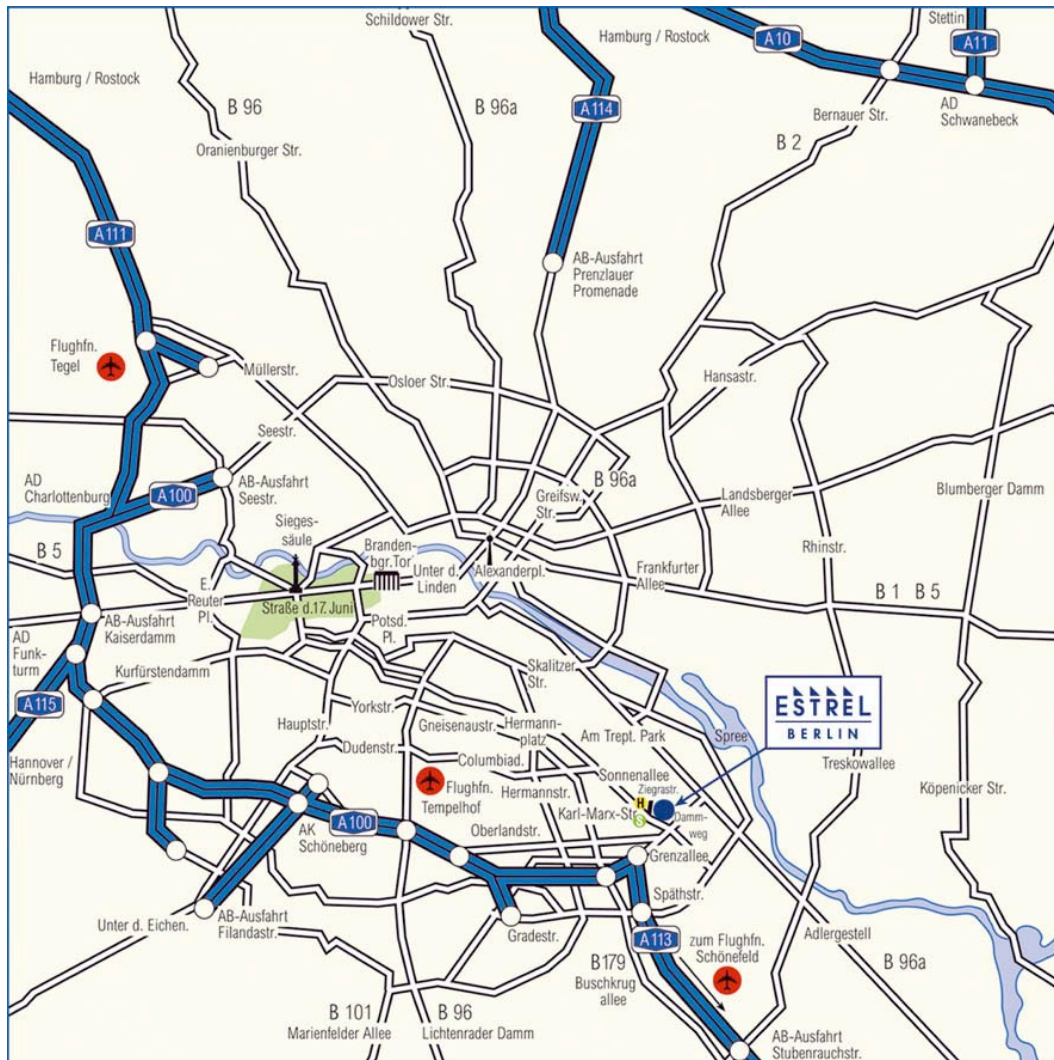 Schildower Str.
Hamburg / Rostock
A10
Stettin
A11
Hamburg / Rostock
B 96
B 96a
A114
Bernauer Str.
AD
Schwanebeck
B 2
Oranienburger Str.
A111
AB-Ausfahrt
Prenzlauer
Promenade
Flughfn.
Tegel
Müllerstr.
Osloer Str.
Hansastr.
Seestr.
AD
Charlottenburg
A100
AB-Ausfahrt
Seestr.
Greifsw.
Str.
B 96a
Landsberger
Allee
Blumberger Damm
Sieges-
säule
Branden-
bgr.Tor
Unter d.
Linden
Alexanderpl.
Frankfurter
Allee
Rhinstr.
B 5
E.
Reuter
Pl.
Straße d.17. Juni
Potsd.
Pl.
B 1 B 5
AB-Ausfahrt
Kaiserdamm
AD
Funk-
turm
Kurfürstendamm
Skalitzer
Str.
A115
Hauptstr.
Yorkstr.
Gneisenaustr.
Hermann-
platz
Am Trept. Park
Spree
ESTREL
BERLIN
Hannover /
Nürnberg
Dudenstr.
Columbiad.
Treskowallee
Flughfn.
Tempelhof
Hermannstr.
Sonnenallee
Ziegrastr.
H
S
Karl-Marx-Str.
Damm-
weg
Köpenicker Str.
A100
AK
Schöneberg
Oberlandstr.
Grenzallee
Späthstr.
Unter d. Eichen.
AB-Ausfahrt
Filandastr.
Gradestr.
A113
zum Flughfn.
Schönefeld
Adlergestell
B 96a
B179
Buschkrug
allee
B 101
Marienfelder Allee
B 96
Lichtenrader Damm
AB-Ausfahrt
Stubenrauchstr.